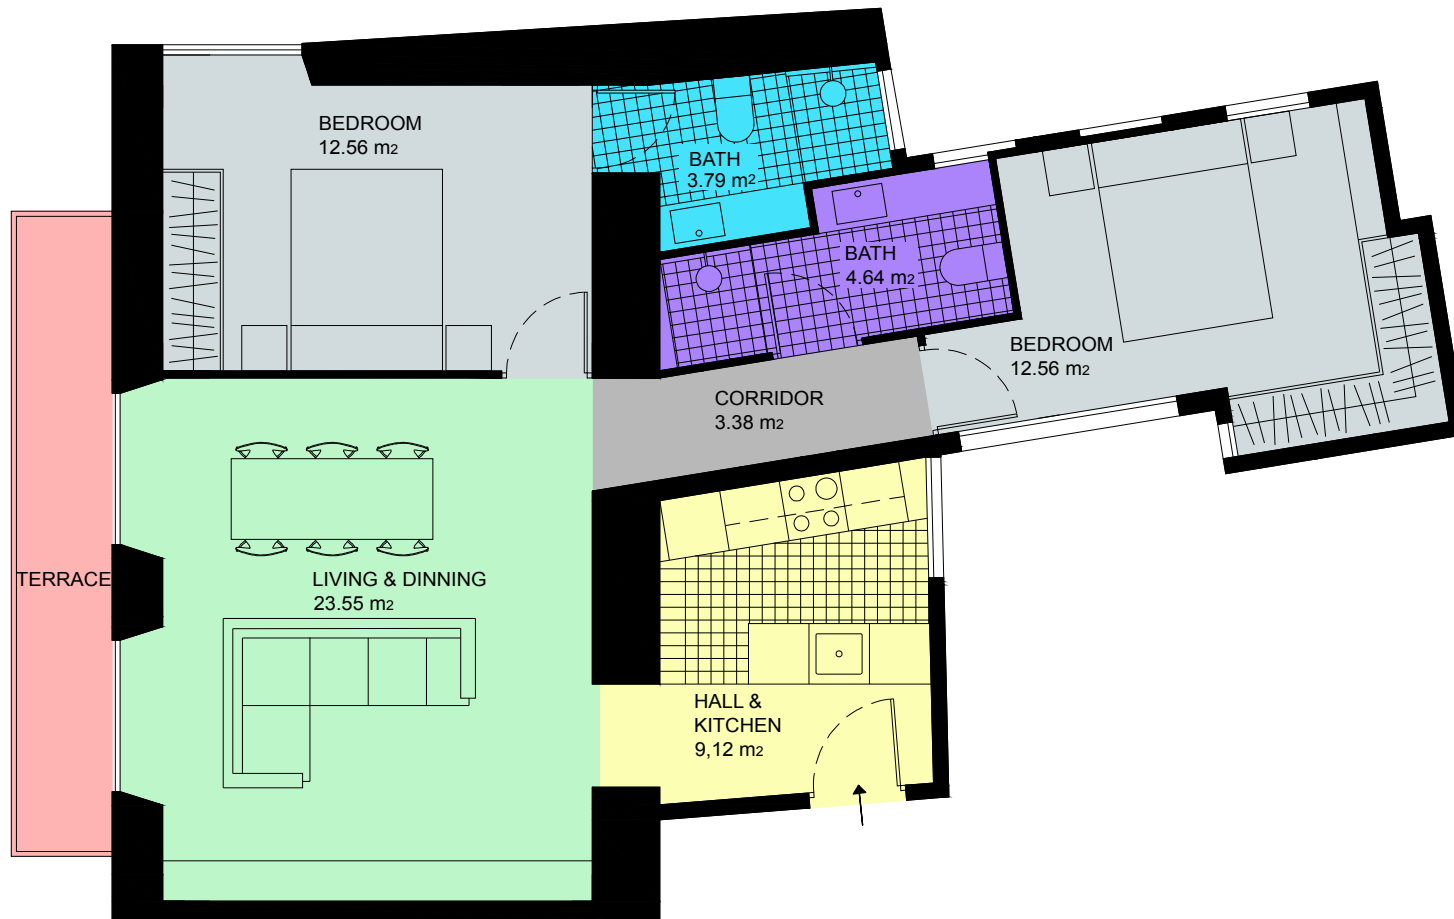 BEDROOM
12.56 m2
BATH
3.79 m2
BATH
4.64 m2
BEDROOM
12.56 m2
CORRIDOR
3.38 m2
TERRACE
LIVING & DINNING
23.55 m2
HALL &
KITCHEN
9,12 m2